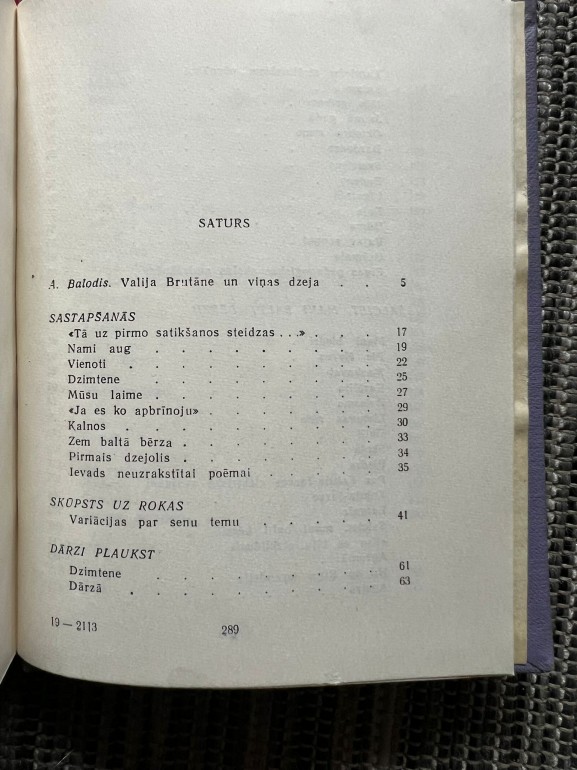 SATURS
A. Balodis. Valija Brutāne un viņas dzeja . . 5
SASTAPŠANĀS
«Tā uz pirmo satikšanos steidzas . . .» . . . . 17
Nami aug . . . . . . . . . 19
Vienoti . . . . . . . . . . 22
Dzimtene . . . . . . . . . 25
Mūsu laime . . . . . . . . 27
«Ja es ko apbrīnoju» . . . . . . . 29
Kalnos . . . . . . . . . . 30
Zem baltā bērza . . . . . . . . 33
Pirmais dzejolis . . . . . . . . 34
Ievads neuzrakstītai poēmai . . . . . 35
SKŪPSTS UZ ROKAS
Variācijas par senu temu . . . . . 41
DĀRZI PLAUKST
Dzimtene . . . . . . . . . 61
Dārzā . . . . . . . . . . 63
19 — 2113 289